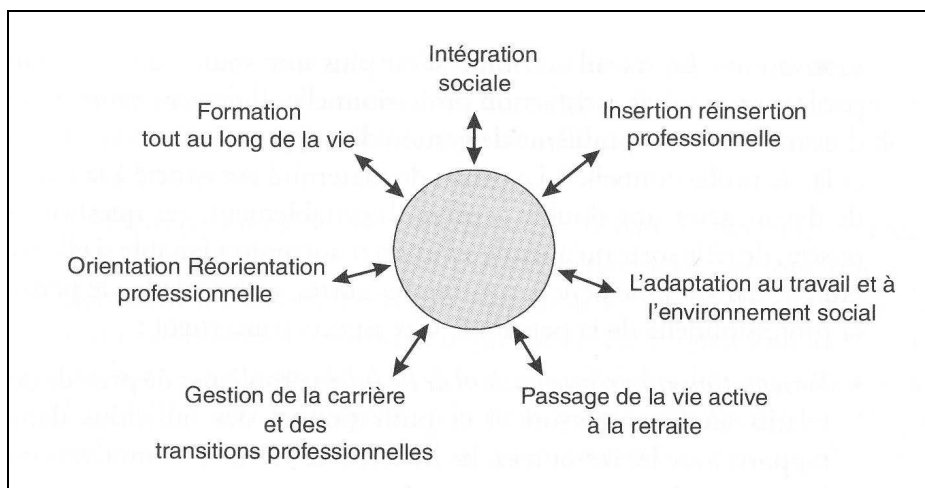 Intégration
sociale
Insertion réinsertion
professionnelle
L'adaptation au travail et à
l'environnement social
Passage de la vie active
à la retraite
Gestion de la carrière
et des
transitions professionnelles
Orientation Réorientation
professionnelle
Formation
tout au long de la vie